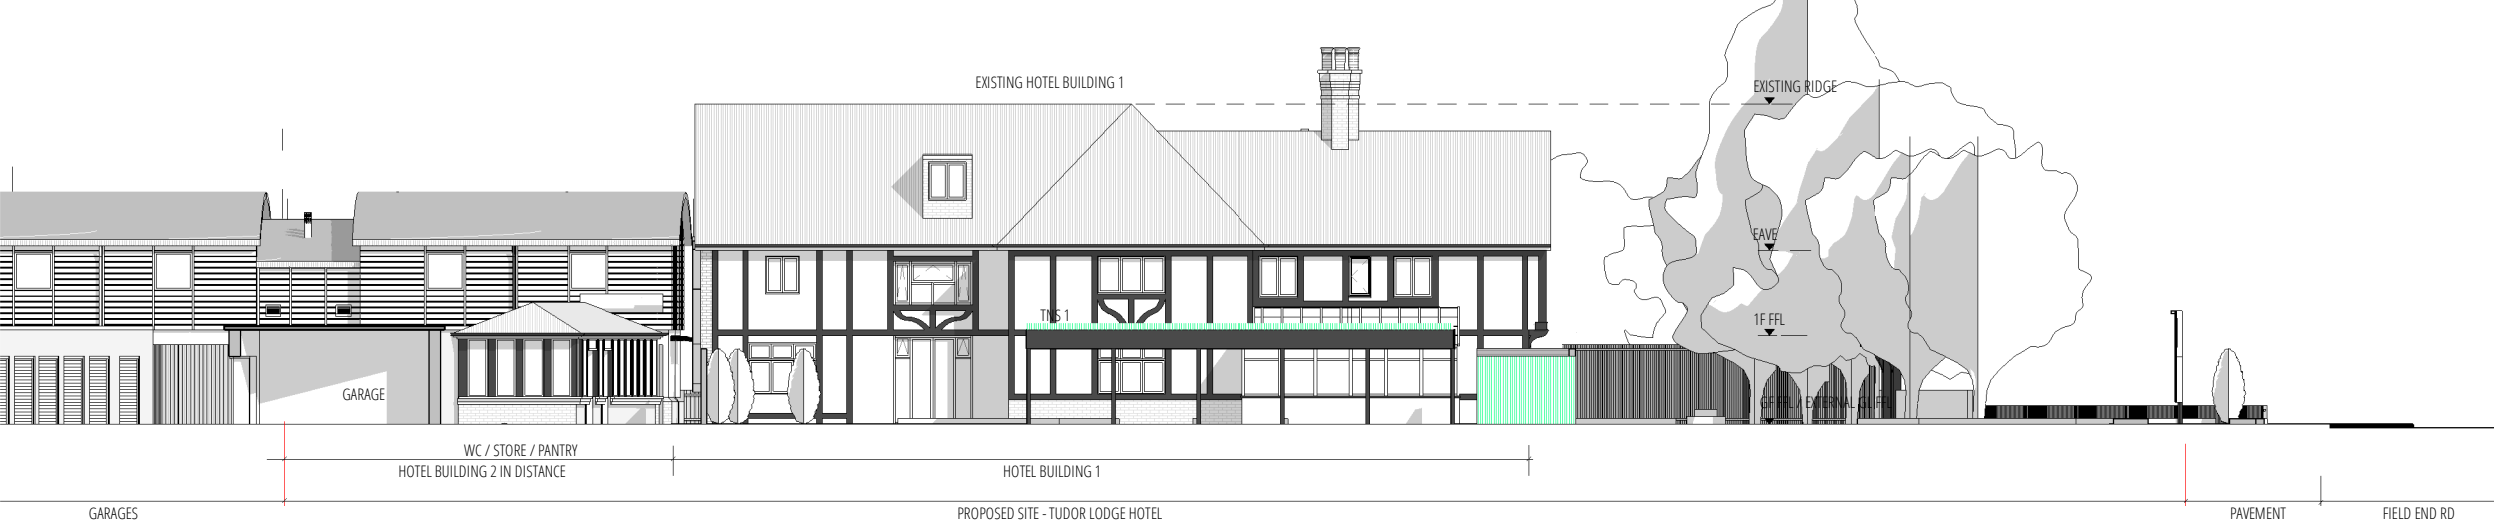 EXISTING HOTEL BUILDING 1
EXISTING RIDGE
EAVE
TNS 1
1F FFL
GARAGE
GF FFL / EXTERNAL GL FFL
WC / STORE / PANTRY
HOTEL BUILDING 2 IN DISTANCE
HOTEL BUILDING 1
GARAGES
PROPOSED SITE - TUDOR LODGE HOTEL
PAVEMENT
FIELD END RD